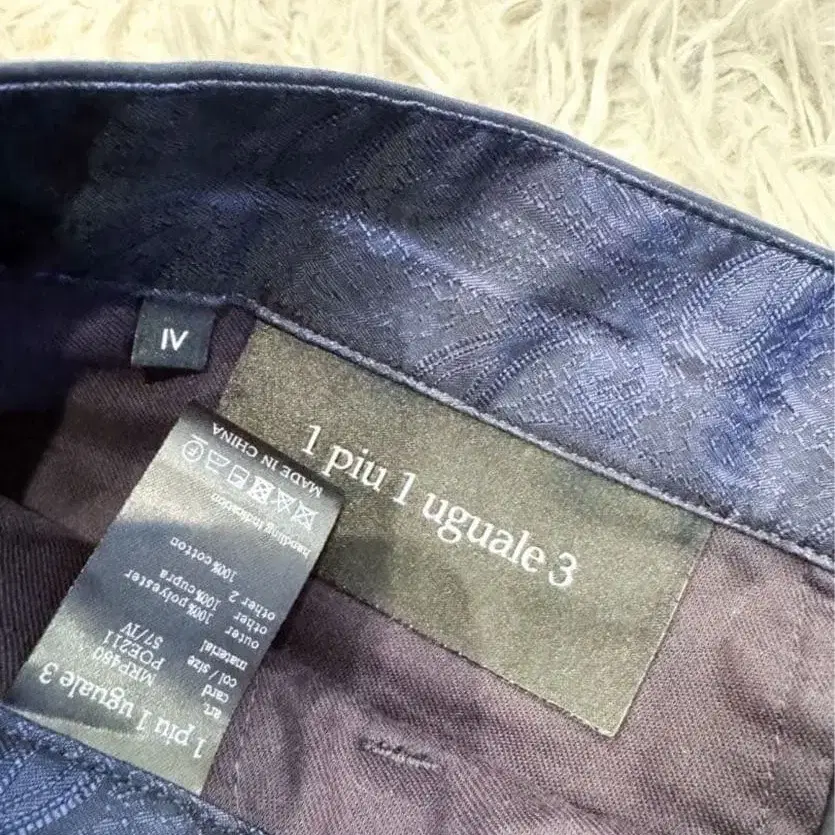 IV
1 piu 1 uguale 3
1 piu 1 uguale 3
art. MRP480
card POE211
col / size 57/IV
material
outer 100% polyester
other 100% cupra
other 2 100% cotton
handling indication
MADE IN CHINA